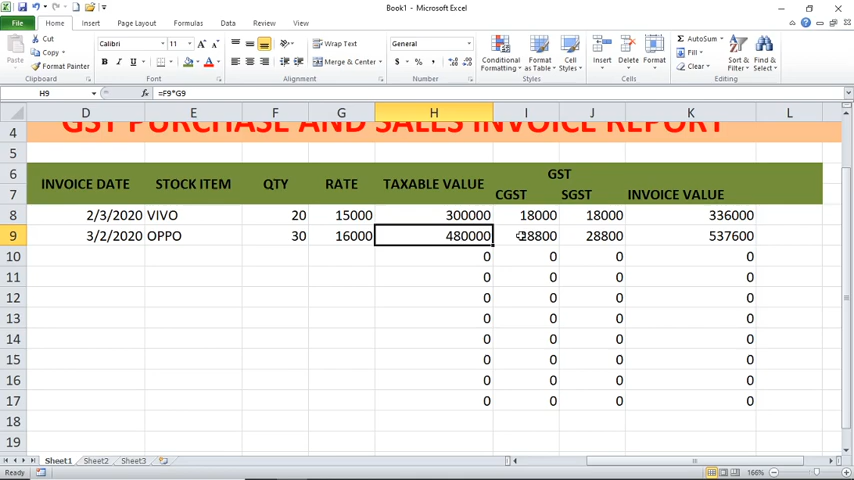 Book1 - Microsoft Excel
File Home Insert Page Layout Formulas Data Review View
Cut Calibri 11 Wrap Text General AutoSum
Copy Fill
Paste Format Painter Merge & Center Conditional Formatting Format as Table Cell Styles Insert Delete Format Clear Sort & Filter Find & Select
Clipboard Font Alignment Number Styles Cells Editing
H9 fx =F9*G9
D E F G H I J K L
4 GST PURCHASE AND SALES INVOICE REPORT
5
6 INVOICE DATE STOCK ITEM QTY RATE TAXABLE VALUE GST
7 CGST SGST INVOICE VALUE
8 2/3/2020 VIVO 20 15000 300000 18000 18000 336000
9 3/2/2020 OPPO 30 16000 480000 28800 28800 537600
10 0 0 0 0
11 0 0 0 0
12 0 0 0 0
13 0 0 0 0
14 0 0 0 0
15 0 0 0 0
16 0 0 0 0
17 0 0 0 0
18
19
Sheet1 Sheet2 Sheet3
Ready 166%